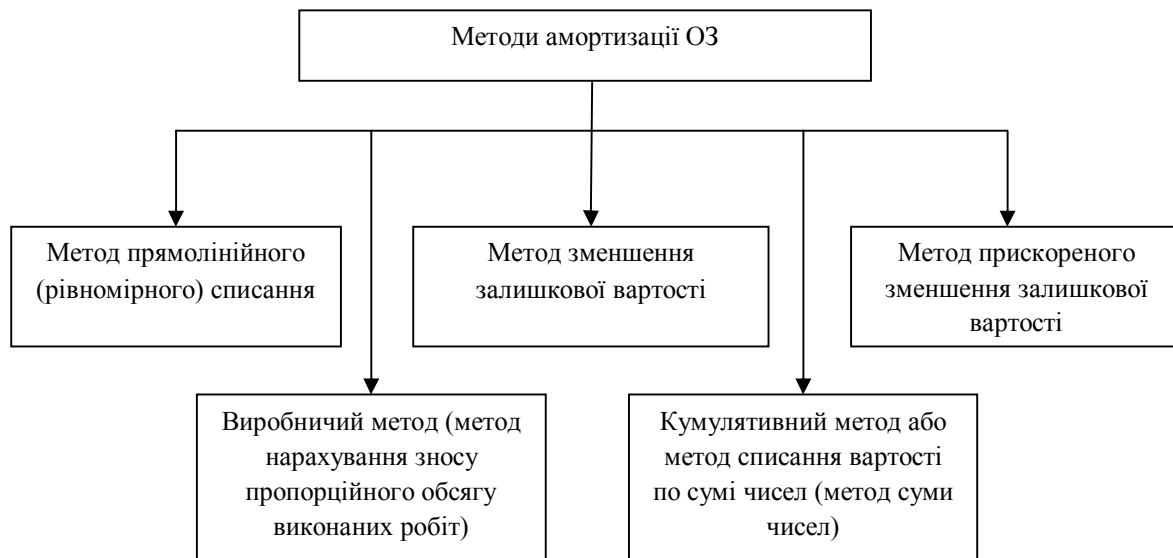 Методи амортизації ОЗ
Метод прямолінійного
(рівномірного) списання
Метод зменшення
залишкової вартості
Метод прискореного
зменшення залишкової
вартості
Виробничий метод (метод
нарахування зносу
пропорційного обсягу
виконаних робіт)
Кумулятивний метод або
метод списання вартості
по сумі чисел (метод суми
чисел)